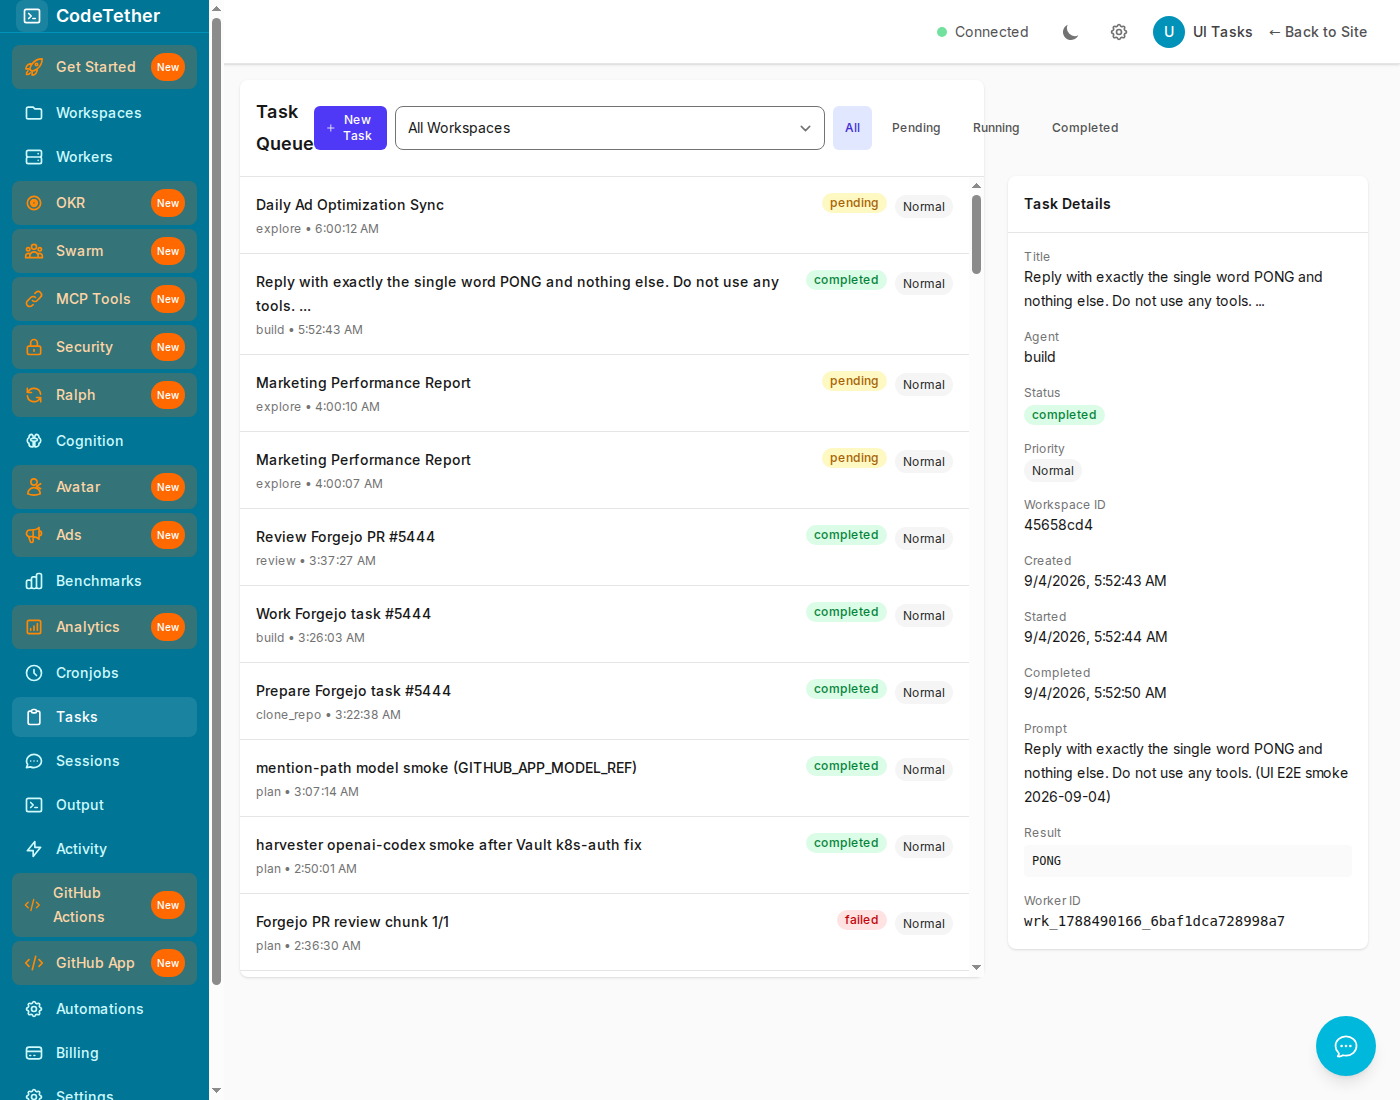 CodeTether
Get Started New
Workspaces
Workers
OKR New
Swarm New
MCP Tools New
Security New
Ralph New
Cognition
Avatar New
Ads New
Benchmarks
Analytics New
Cronjobs
Tasks
Sessions
Output
Activity
GitHub
Actions New
GitHub App New
Automations
Billing
Settings
Connected
U UI Tasks
← Back to Site
Task
Queue
+ New
Task
All Workspaces
All Pending Running Completed
Daily Ad Optimization Sync pending Normal
explore • 6:00:12 AM
Reply with exactly the single word PONG and nothing else. Do not use any completed Normal
tools. ...
build • 5:52:43 AM
Marketing Performance Report pending Normal
explore • 4:00:10 AM
Marketing Performance Report pending Normal
explore • 4:00:07 AM
Review Forgejo PR #5444 completed Normal
review • 3:37:27 AM
Work Forgejo task #5444 completed Normal
build • 3:26:03 AM
Prepare Forgejo task #5444 completed Normal
clone_repo • 3:22:38 AM
mention-path model smoke (GITHUB_APP_MODEL_REF) completed Normal
plan • 3:07:14 AM
harvester openai-codex smoke after Vault k8s-auth fix completed Normal
plan • 2:50:01 AM
Forgejo PR review chunk 1/1 failed Normal
plan • 2:36:30 AM
Task Details
Title
Reply with exactly the single word PONG and
nothing else. Do not use any tools. ...
Agent
build
Status
completed
Priority
Normal
Workspace ID
45658cd4
Created
9/4/2026, 5:52:43 AM
Started
9/4/2026, 5:52:44 AM
Completed
9/4/2026, 5:52:50 AM
Prompt
Reply with exactly the single word PONG and
nothing else. Do not use any tools. (UI E2E smoke
2026-09-04)
Result
PONG
Worker ID
wrk_1788490166_6baf1dca728998a7